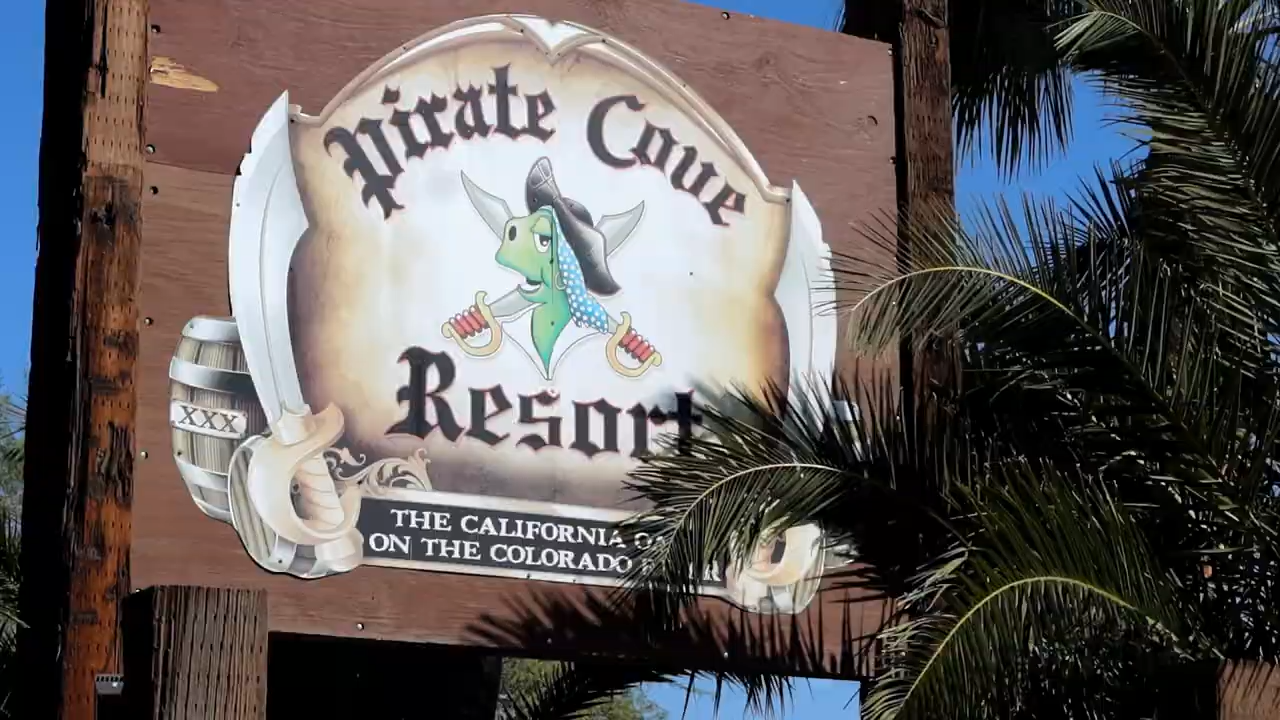 Pirate Cove
Resort
XXX
THE CALIFORNIA
ON THE COLORADO